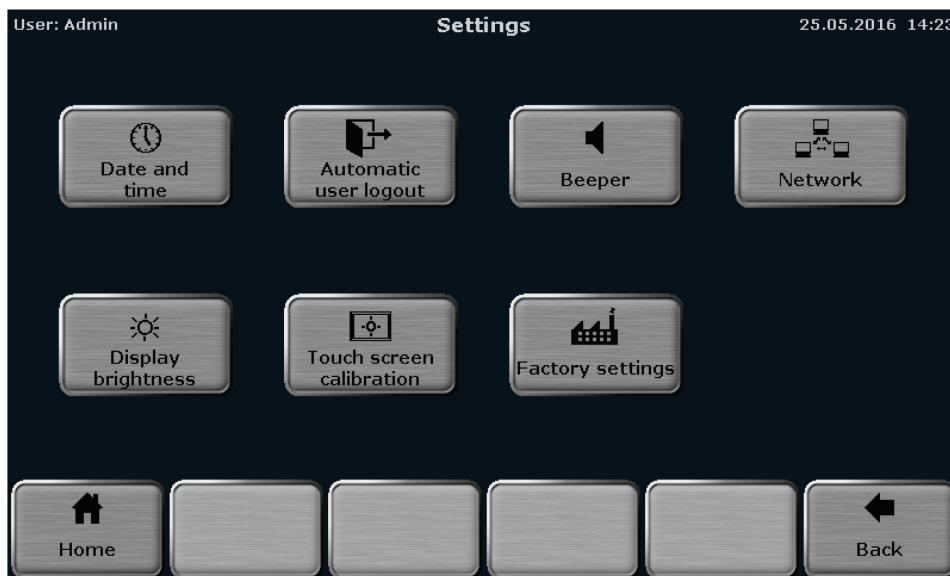 User: Admin
Settings
25.05.2016 14:23
Date and
time
Automatic
user logout
Beeper
Network
Display
brightness
Touch screen
calibration
Factory settings
Home
Back